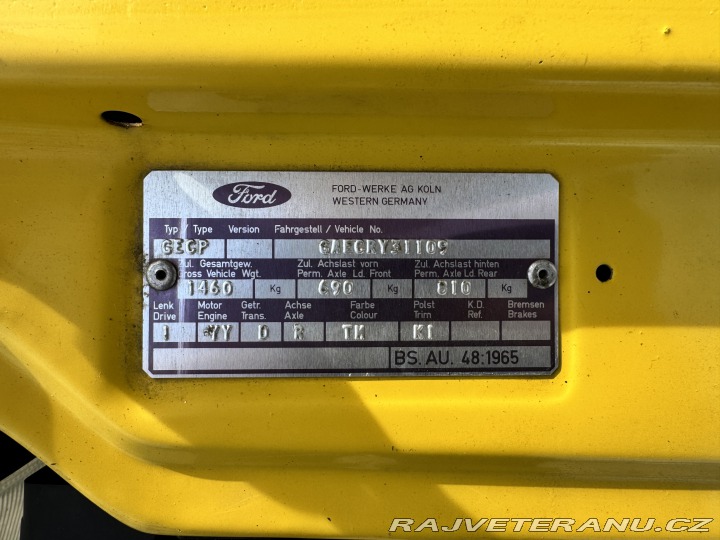 Ford
FORD-WERKE AG KÖLN
WESTERN GERMANY
Typ / Type Version Fahrgestell / Vehicle No.
GECP GAECRY31109
Zul. Gesamtgew. Zul. Achslast vorn Zul. Achslast hinten
Gross Vehicle Wgt. Perm. Axle Ld. Front Perm. Axle Ld. Rear
1460 Kg 690 Kg 810 Kg
Lenk Motor Getr. Achse Farbe Polst K.D. Bremsen
Drive Engine Trans. Axle Colour Trim Ref. Brakes
1 YY D R TK K1
BS. AU. 48:1965
RAJVETERANU.CZ